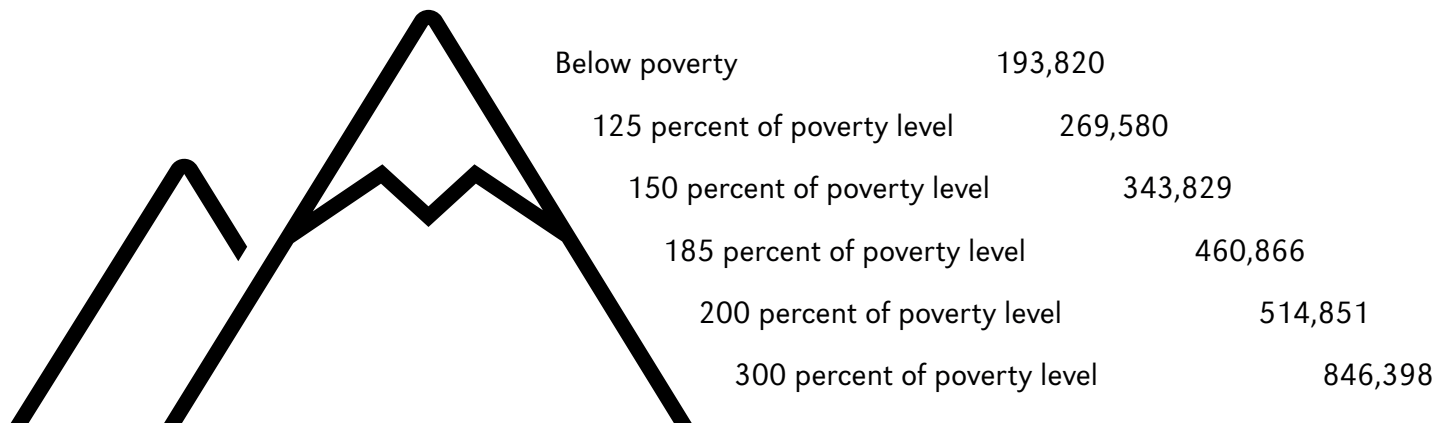 Below poverty 193,820
125 percent of poverty level 269,580
150 percent of poverty level 343,829
185 percent of poverty level 460,866
200 percent of poverty level 514,851
300 percent of poverty level 846,398